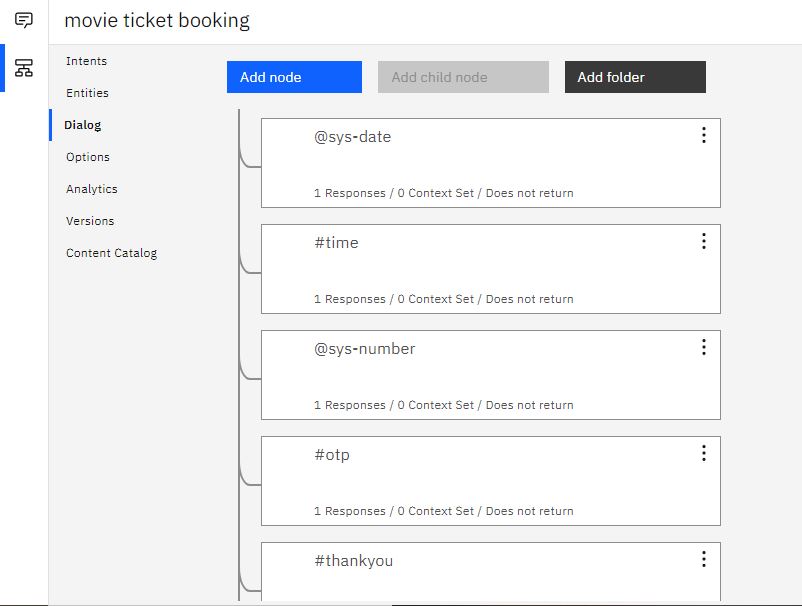 movie ticket booking
Intents
Entities
Dialog
Options
Analytics
Versions
Content Catalog
Add node
Add child node
Add folder
@sys-date
1 Responses / 0 Context Set / Does not return
#time
1 Responses / 0 Context Set / Does not return
@sys-number
1 Responses / 0 Context Set / Does not return
#otp
1 Responses / 0 Context Set / Does not return
#thankyou